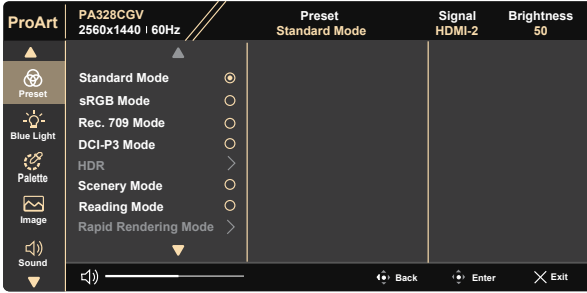 ProArt
PA328CGV
2560x1440 | 60Hz
Preset
Standard Mode
Signal
HDMI-2
Brightness
50
Preset
Blue Light
Palette
Image
Sound
Standard Mode
sRGB Mode
Rec. 709 Mode
DCI-P3 Mode
HDR
Scenery Mode
Reading Mode
Rapid Rendering Mode
Back
Enter
Exit